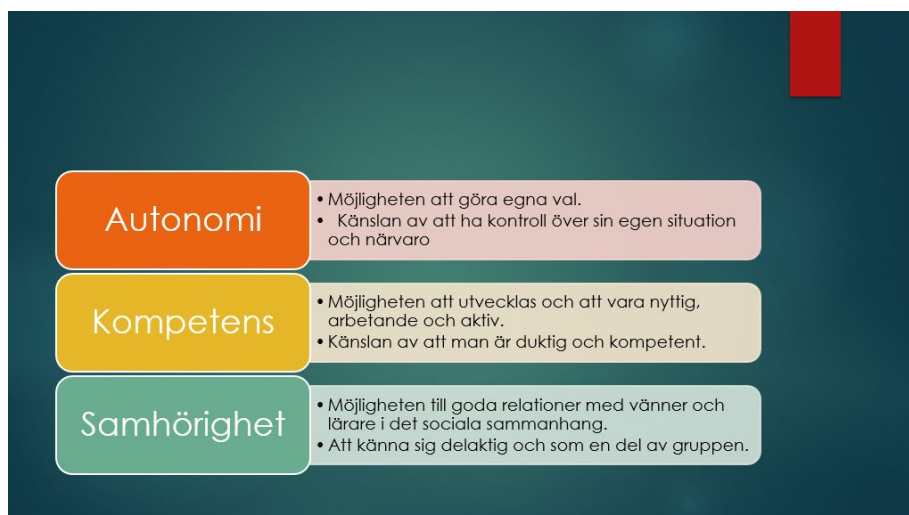 Autonomi
• Möjligheten att göra egna val.
• Känslan av att ha kontroll över sin egen situation
och närvaro
Kompetens
• Möjligheten att utvecklas och att vara nyttig,
arbetande och aktiv.
• Känslan av att man är duktig och kompetent.
Samhörighet
• Möjligheten till goda relationer med vänner och
lärare i det sociala sammanhang.
• Att känna sig delaktig och som en del av gruppen.